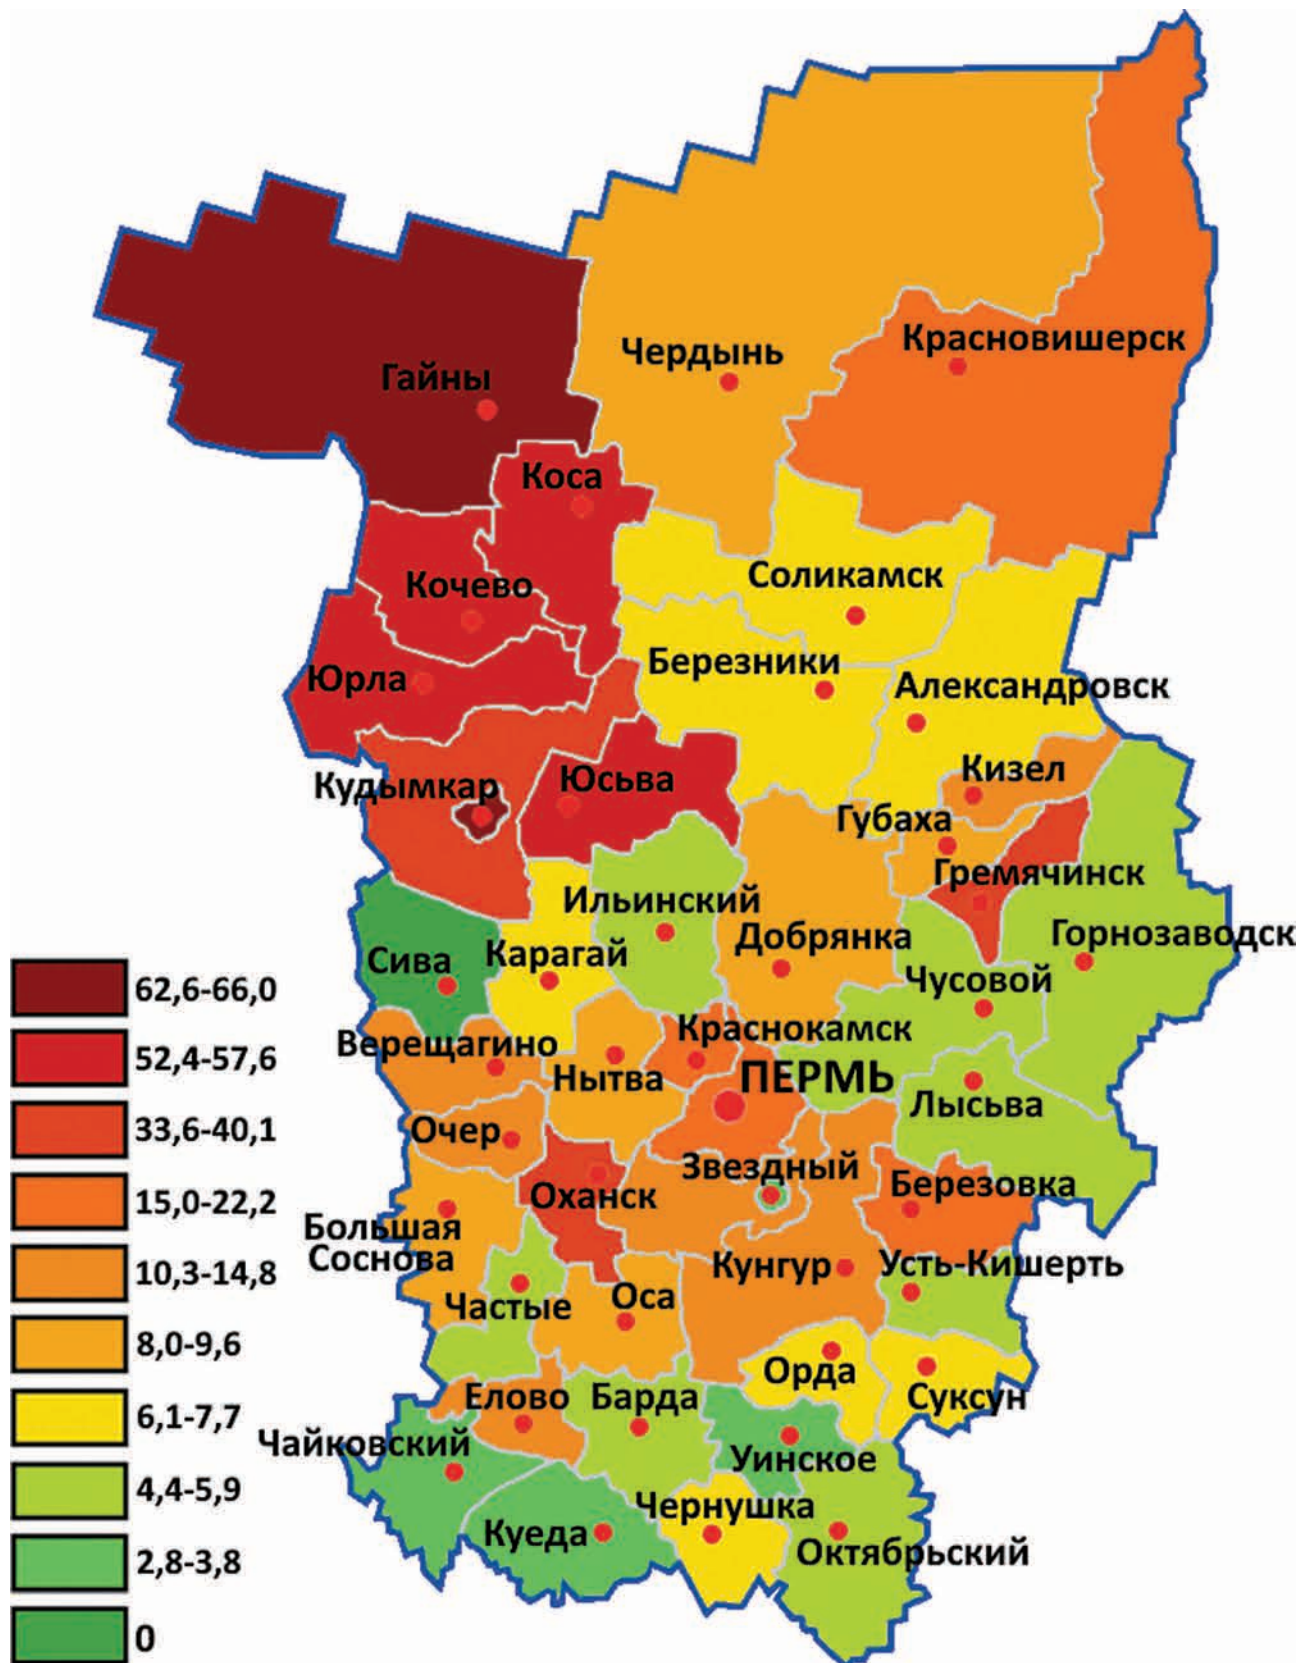 Красновишерск
Чердынь
Гайны
Коса
Соликамск
Кочево
Березники
Юрла
Александровск
Кизел
Юсьва
Кудымкар
Губаха
Гремячинск
Ильинский
Горнозаводск
Добрянка
Карагай
Сива
Чусовой
62,6-66,0
Краснокамск
Верещагино
52,4-57,6
Нытва
ПЕРМЬ
Лысьва
33,6-40,1
Очер
Звездный
Березовка
Оханск
15,0-22,2
Большая
Соснова
Кунгур
Усть-Кишерть
10,3-14,8
Частые
Оса
8,0-9,6
Орда
Суксун
Елово
Барда
6,1-7,7
Чайковский
Уинское
4,4-5,9
Чернушка
Куеда
Октябрьский
2,8-3,8
0